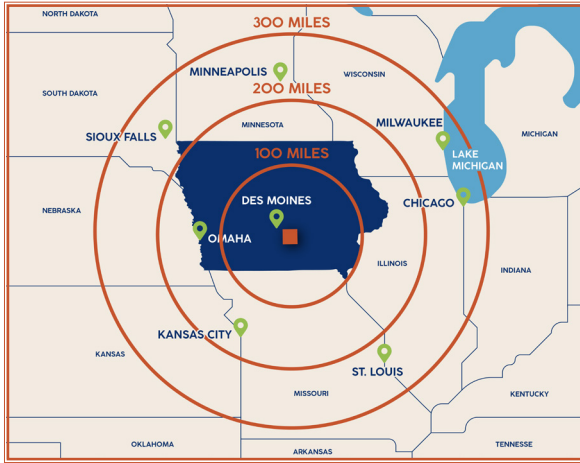 NORTH DAKOTA
300 MILES
MINNEAPOLIS
WISCONSIN
SOUTH DAKOTA
200 MILES
SIOUX FALLS
MINNESOTA
MILWAUKEE
MICHIGAN
100 MILES
LAKE
MICHIGAN
DES MOINES
CHICAGO
NEBRASKA
OMAHA
ILLINOIS
INDIANA
KANSAS CITY
KANSAS
ST. LOUIS
MISSOURI
KENTUCKY
OKLAHOMA
ARKANSAS
TENNESSE